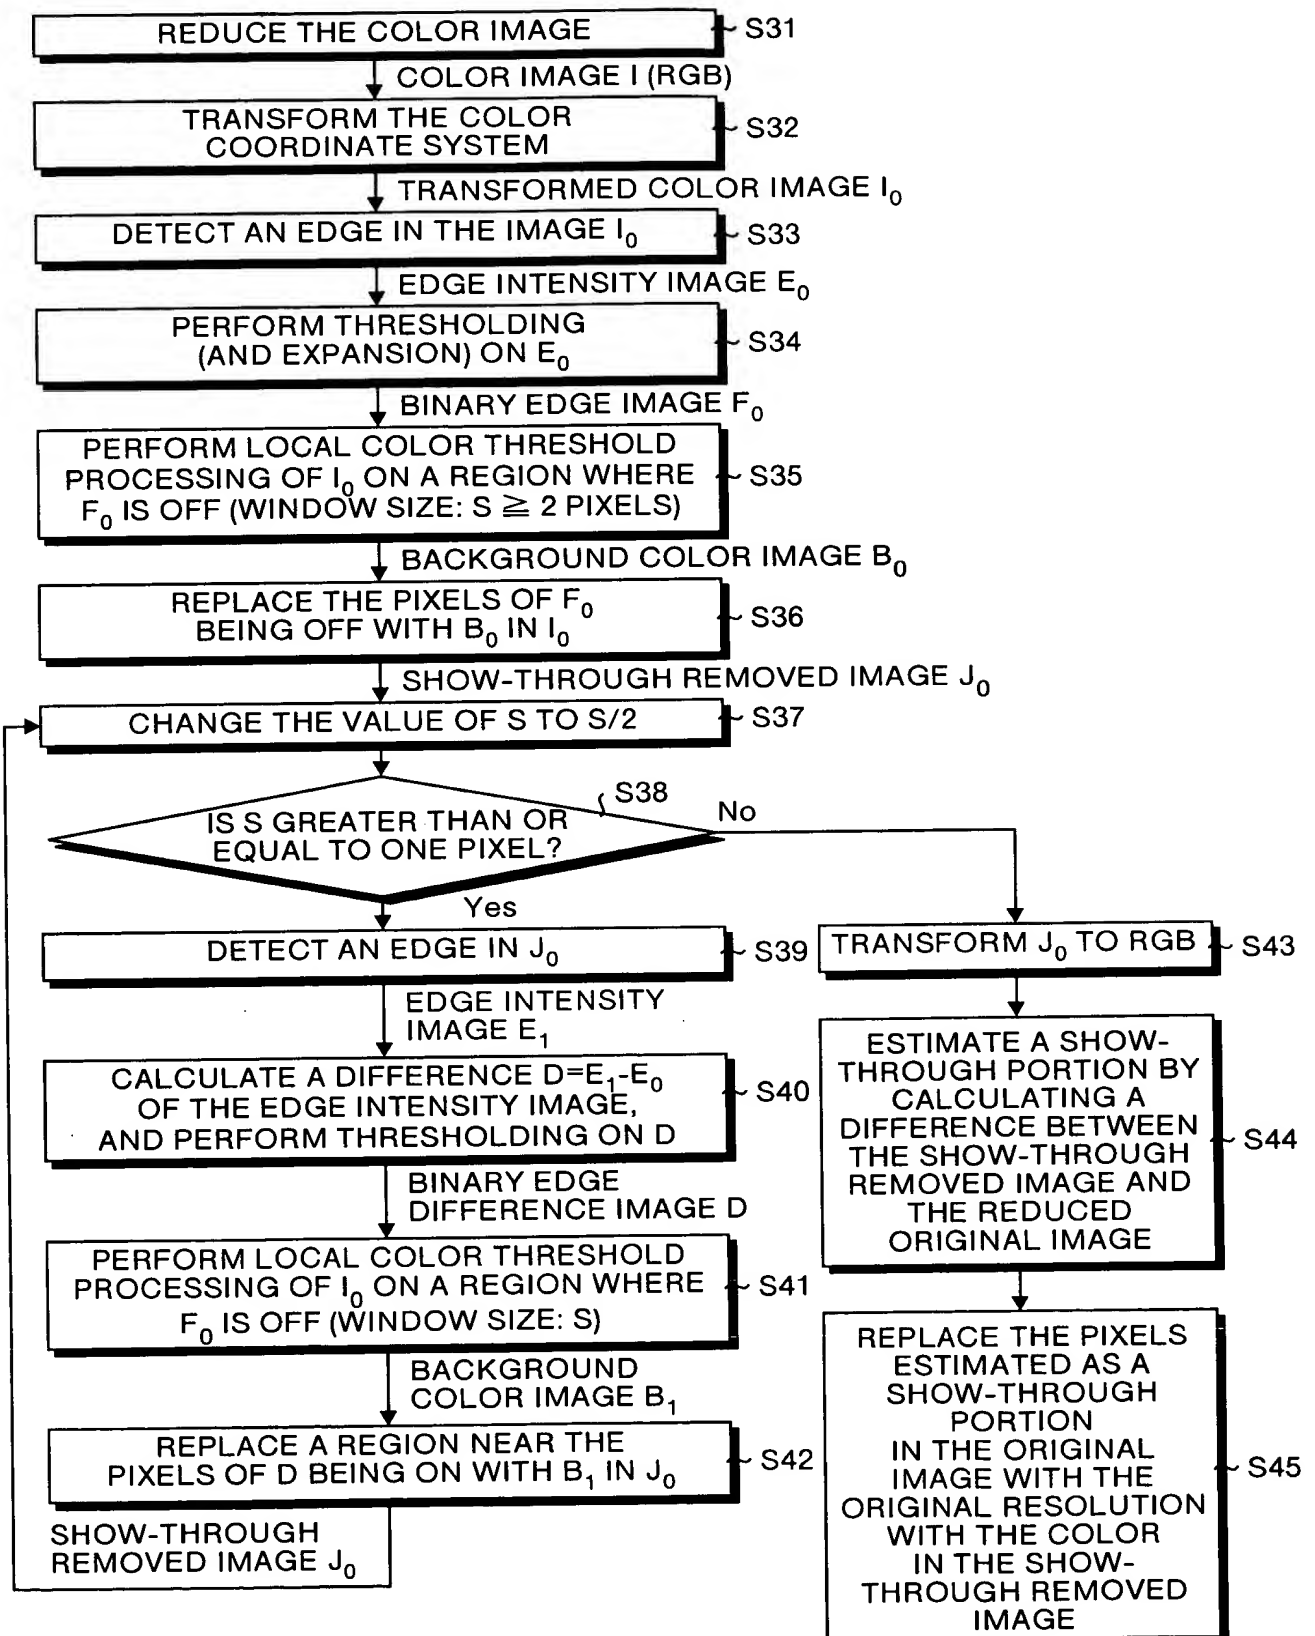 REDUCE THE COLOR IMAGE
S31
COLOR IMAGE I (RGB)
TRANSFORM THE COLOR
COORDINATE SYSTEM
S32
TRANSFORMED COLOR IMAGE I₀
DETECT AN EDGE IN THE IMAGE I₀
S33
EDGE INTENSITY IMAGE E₀
PERFORM THRESHOLDING
(AND EXPANSION) ON E₀
S34
BINARY EDGE IMAGE F₀
PERFORM LOCAL COLOR THRESHOLD
PROCESSING OF I₀ ON A REGION WHERE
F₀ IS OFF (WINDOW SIZE: S ≧ 2 PIXELS)
S35
BACKGROUND COLOR IMAGE B₀
REPLACE THE PIXELS OF F₀
BEING OFF WITH B₀ IN I₀
S36
SHOW-THROUGH REMOVED IMAGE J₀
CHANGE THE VALUE OF S TO S/2
S37
S38
IS S GREATER THAN OR
EQUAL TO ONE PIXEL?
No
Yes
DETECT AN EDGE IN J₀
S39
EDGE INTENSITY
IMAGE E₁
CALCULATE A DIFFERENCE D=E₁-E₀
OF THE EDGE INTENSITY IMAGE,
AND PERFORM THRESHOLDING ON D
S40
BINARY EDGE
DIFFERENCE IMAGE D
PERFORM LOCAL COLOR THRESHOLD
PROCESSING OF I₀ ON A REGION WHERE
F₀ IS OFF (WINDOW SIZE: S)
S41
BACKGROUND
COLOR IMAGE B₁
REPLACE A REGION NEAR THE
PIXELS OF D BEING ON WITH B₁ IN J₀
S42
SHOW-THROUGH
REMOVED IMAGE J₀
TRANSFORM J₀ TO RGB
S43
ESTIMATE A SHOW-
THROUGH PORTION BY
CALCULATING A
DIFFERENCE BETWEEN
THE SHOW-THROUGH
REMOVED IMAGE AND
THE REDUCED
ORIGINAL IMAGE
S44
REPLACE THE PIXELS
ESTIMATED AS A
SHOW-THROUGH
PORTION
IN THE ORIGINAL
IMAGE WITH THE
ORIGINAL RESOLUTION
WITH THE COLOR
IN THE SHOW-
THROUGH REMOVED
IMAGE
S45